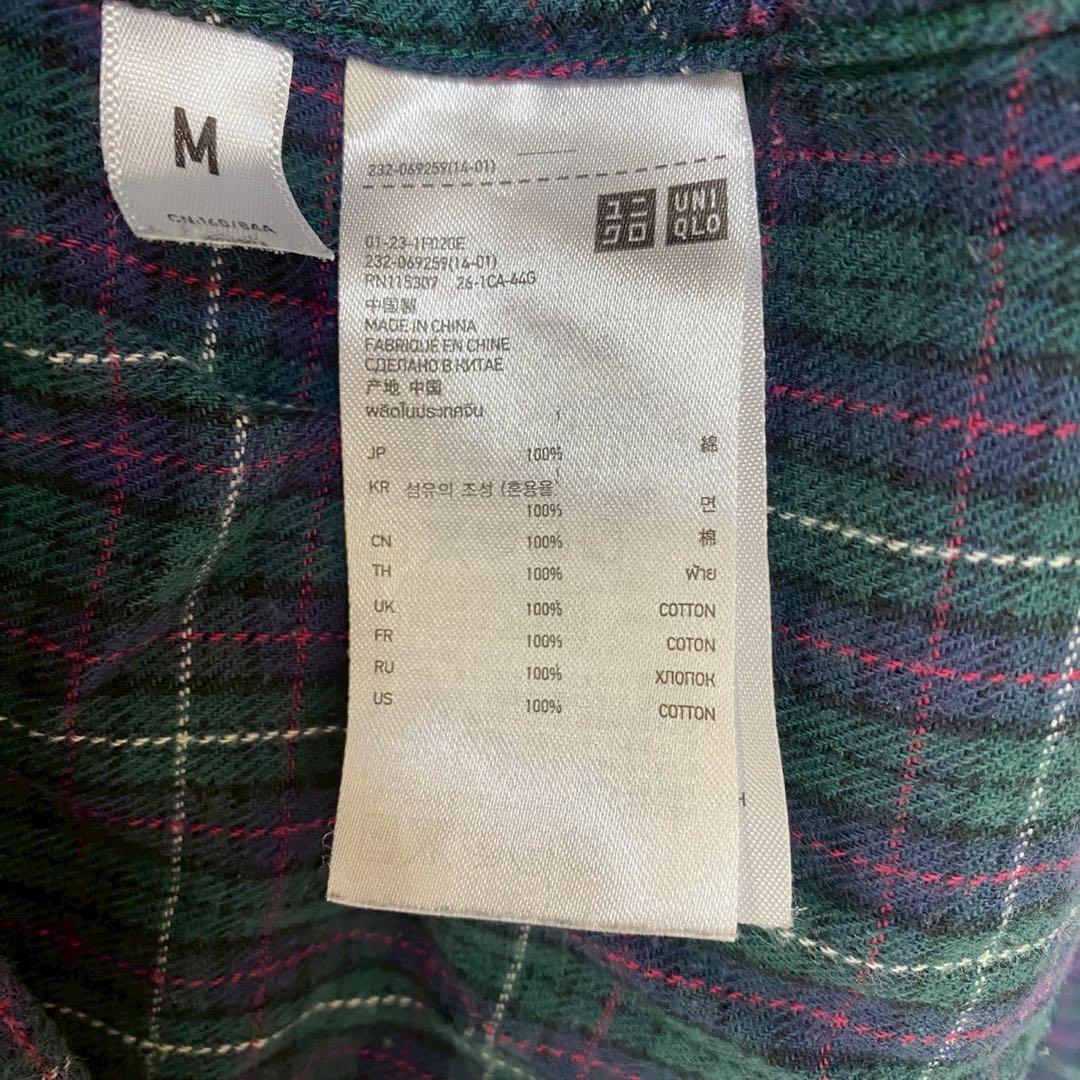 M
CN:160/84A
232-069259(14-01)
ユニ
クロ
UNI
QLO
01-23-1F020E
232-069259(14-01)
RN115307 26-1CA-44G
中国製
MADE IN CHINA
FABRIQUÉ EN CHINE
СДЕЛАНО В КИТАЕ
产地 中国
ผลิตในประเทศจีน
JP 100% 綿
KR 섬유의 조성 (혼용율
100% 면
CN 100% 棉
TH 100% ฝ้าย
UK 100% COTTON
FR 100% COTON
RU 100% ХЛОПОК
US 100% COTTON
H